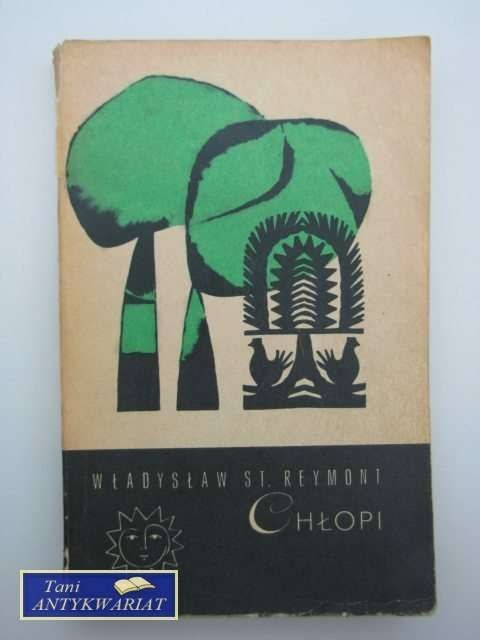 WŁADYSŁAW ST. REYMONT
CHŁOPI
Tani
ANTYKWARIAT